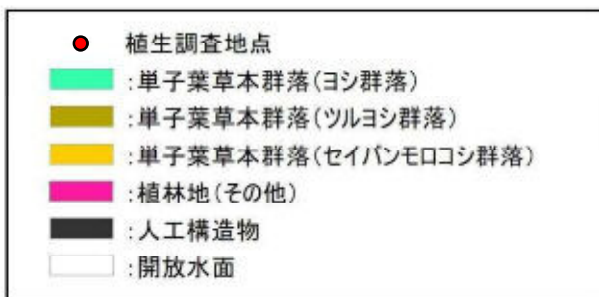 植生調査地点
:単子葉草本群落(ヨシ群落)
:単子葉草本群落(ツルヨシ群落)
:単子葉草本群落(セイバンモロコシ群落)
:植林地(その他)
:人工構造物
:開放水面